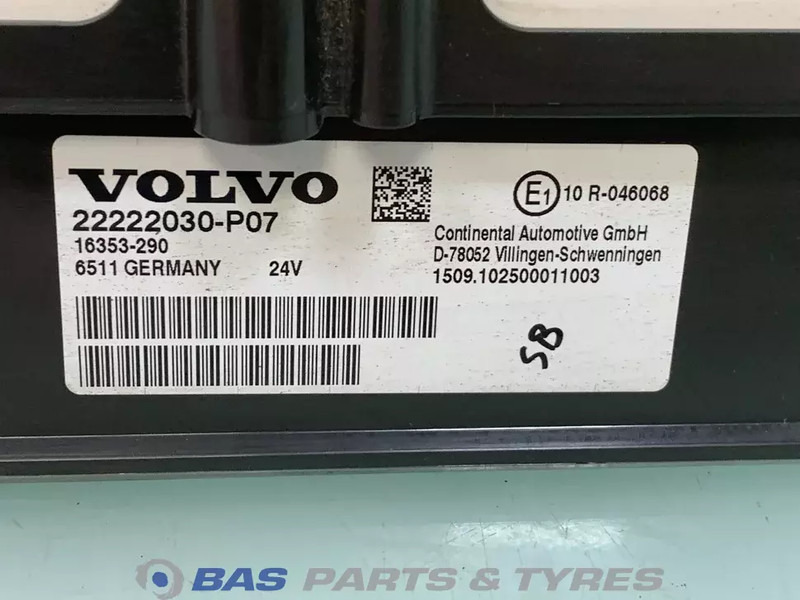 VOLVO
22222030-P07
16353-290
6511 GERMANY 24V
E1 10 R-046068
Continental Automotive GmbH
D-78052 Villingen-Schwenningen
1509.102500011003
SB
BAS PARTS & TYRES